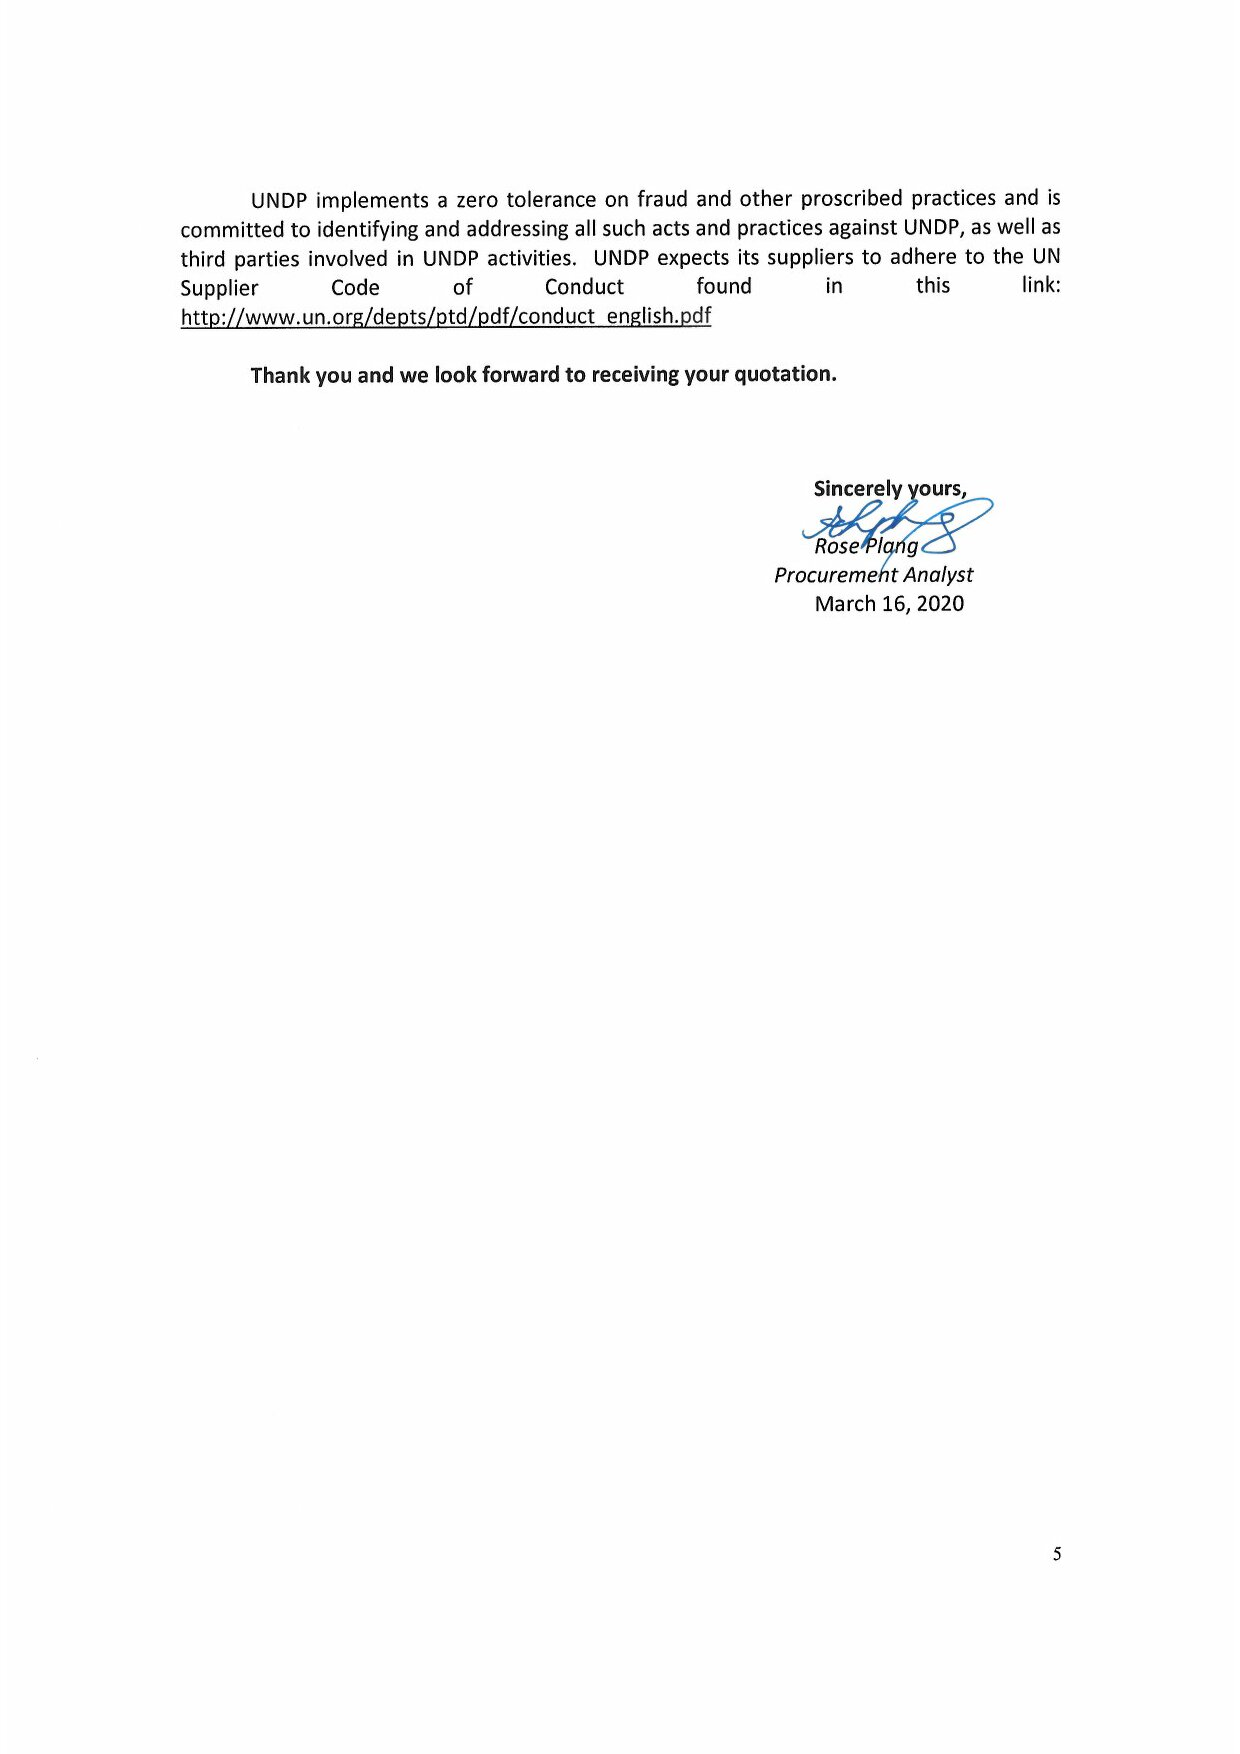 UNDP implements a zero tolerance on fraud and other proscribed practices and is
committed to identifying and addressing all such acts and practices against UNDP, as well as
third parties involved in UNDP activities. UNDP expects its suppliers to adhere to the UN
Supplier Code of Conduct found in this link:
http://www.un.org/depts/ptd/pdf/conduct_english.pdf
Thank you and we look forward to receiving your quotation.
Sincerely yours,
Rose Plang
Procurement Analyst
March 16, 2020
5